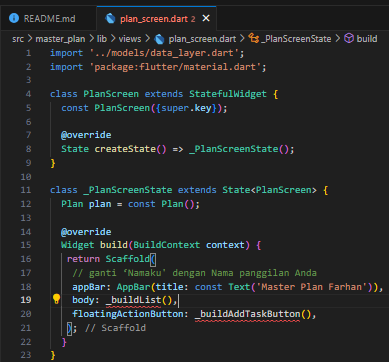 README.md plan_screen.dart 2 ×
src > master_plan > lib > views > plan_screen.dart > _PlanScreenState > build
1 import '../models/data_layer.dart';
2 import 'package:flutter/material.dart';
3
4 class PlanScreen extends StatefulWidget {
5 const PlanScreen({super.key});
6
7 @override
8 State createState() => _PlanScreenState();
9 }
10
11 class _PlanScreenState extends State<PlanScreen> {
12 Plan plan = const Plan();
13
14 @override
15 Widget build(BuildContext context) {
16 return Scaffold(
17 // ganti ‘Namaku' dengan Nama panggilan Anda
18 appBar: AppBar(title: const Text('Master Plan Farhan')),
19 body: _buildList(),
20 floatingActionButton: _buildAddTaskButton(),
21 ); // Scaffold
22 }
23 }